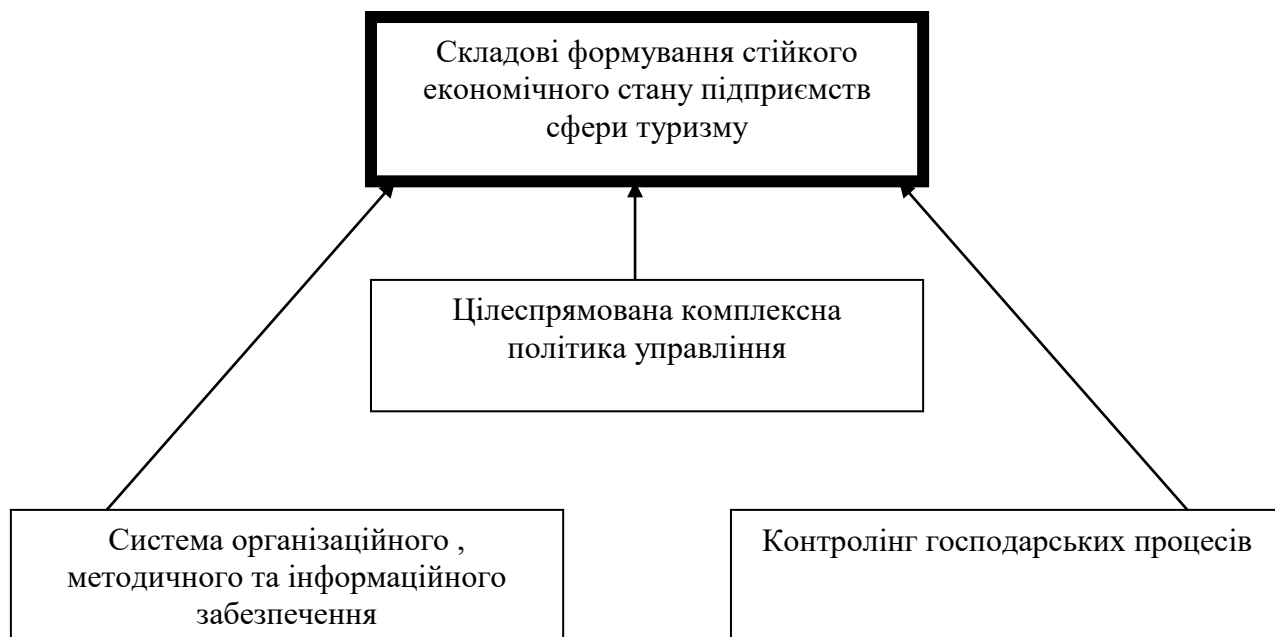 Складові формування стійкого
економічного стану підприємств
сфери туризму
Цілеспрямована комплексна
політика управління
Система організаційного ,
методичного та інформаційного
забезпечення
Контролінг господарських процесів